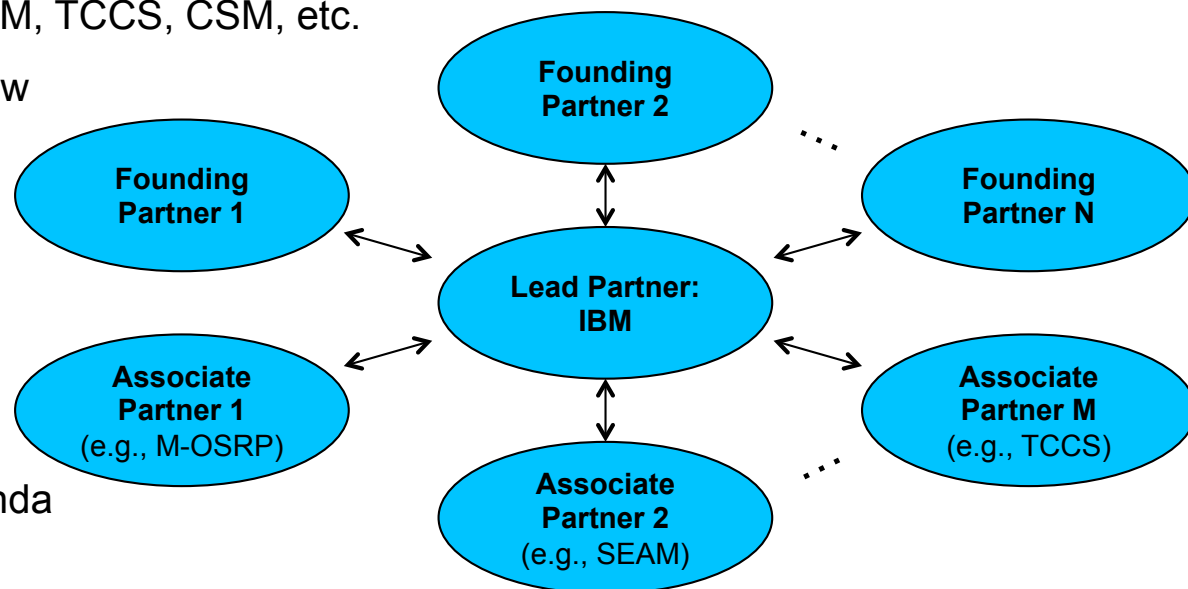 M, TCCS, CSM, etc.
w
Founding
Partner 2
Founding
Partner 1
Founding
Partner N
Lead Partner:
IBM
Associate
Partner 1
(e.g., M-OSRP)
Associate
Partner M
(e.g., TCCS)
nda
Associate
Partner 2
(e.g., SEAM)